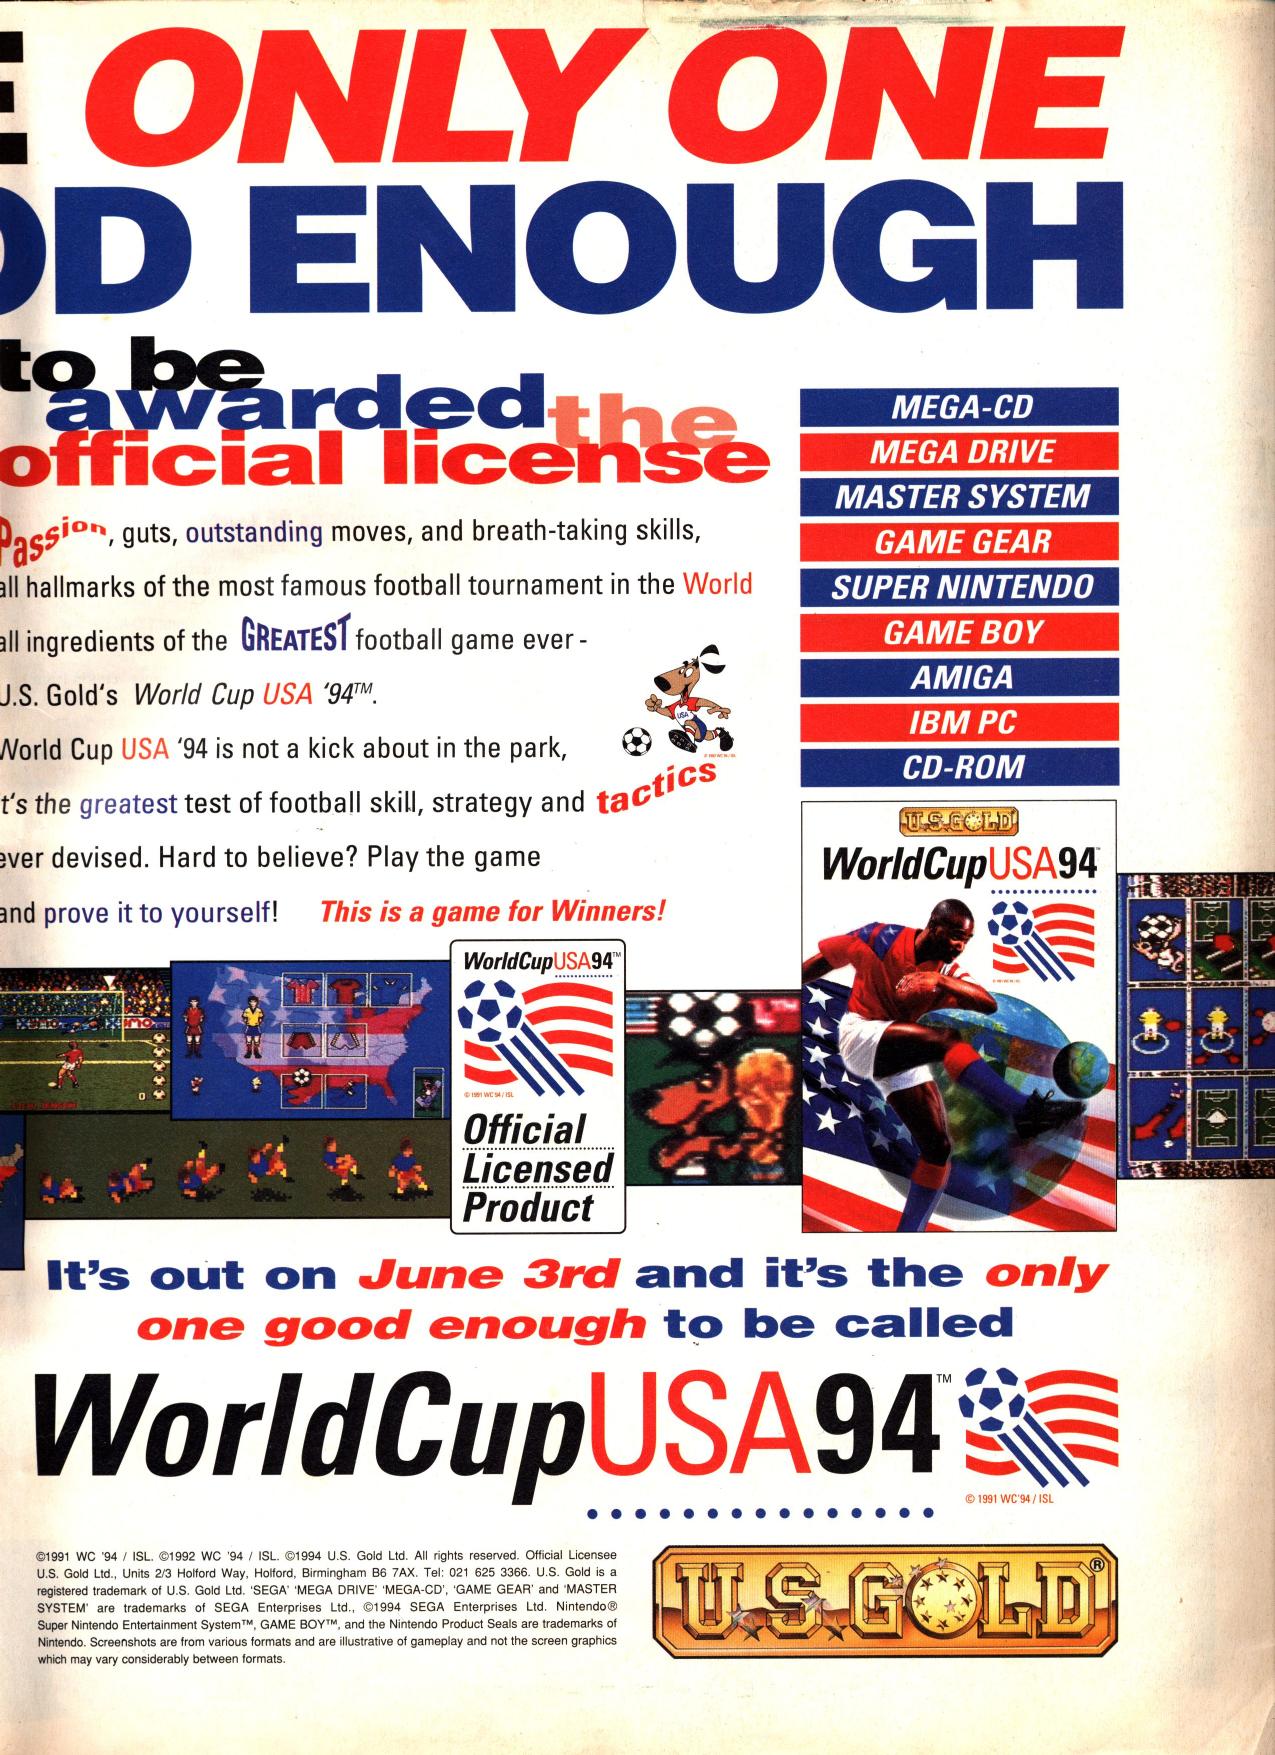 E ONLY ONE
OD ENOUGH
to be
awarded the
official license
Passion, guts, outstanding moves, and breath-taking skills,
all hallmarks of the most famous football tournament in the World
all ingredients of the GREATEST football game ever -
U.S. Gold's World Cup USA '94™.
World Cup USA '94 is not a kick about in the park,
t's the greatest test of football skill, strategy and tactics
ever devised. Hard to believe? Play the game
and prove it to yourself! This is a game for Winners!
USA
MEGA-CD
MEGA DRIVE
MASTER SYSTEM
GAME GEAR
SUPER NINTENDO
GAME BOY
AMIGA
IBM PC
CD-ROM
U.S. GOLD
WorldCupUSA94
WorldCupUSA94™
© 1991 WC'94 / ISL
Official
Licensed
Product
It's out on June 3rd and it's the only
one good enough to be called
WorldCupUSA94™
© 1991 WC'94 / ISL
©1991 WC '94 / ISL. ©1992 WC '94 / ISL. ©1994 U.S. Gold Ltd. All rights reserved. Official Licensee
U.S. Gold Ltd., Units 2/3 Holford Way, Holford, Birmingham B6 7AX. Tel: 021 625 3366. U.S. Gold is a
registered trademark of U.S. Gold Ltd. 'SEGA' 'MEGA DRIVE' 'MEGA-CD', 'GAME GEAR' and 'MASTER
SYSTEM' are trademarks of SEGA Enterprises Ltd., ©1994 SEGA Enterprises Ltd. Nintendo®
Super Nintendo Entertainment System™, GAME BOY™, and the Nintendo Product Seals are trademarks of
Nintendo. Screenshots are from various formats and are illustrative of gameplay and not the screen graphics
which may vary considerably between formats.
U.S. GOLD®